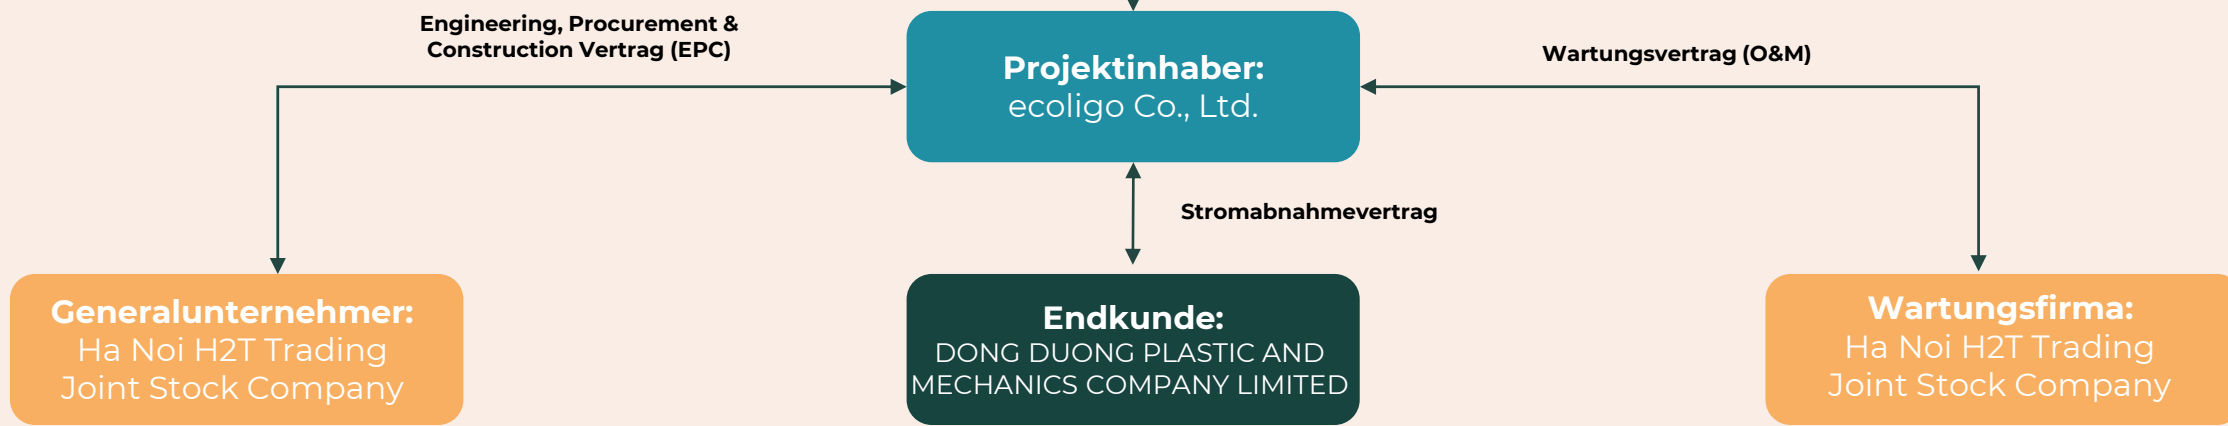 Engineering, Procurement &
Construction Vertrag (EPC)
Projektinhaber:
ecoligo Co., Ltd.
Wartungsvertrag (O&M)
Stromabnahmevertrag
Generalunternehmer:
Ha Noi H2T Trading
Joint Stock Company
Endkunde:
DONG DUONG PLASTIC AND
MECHANICS COMPANY LIMITED
Wartungsfirma:
Ha Noi H2T Trading
Joint Stock Company